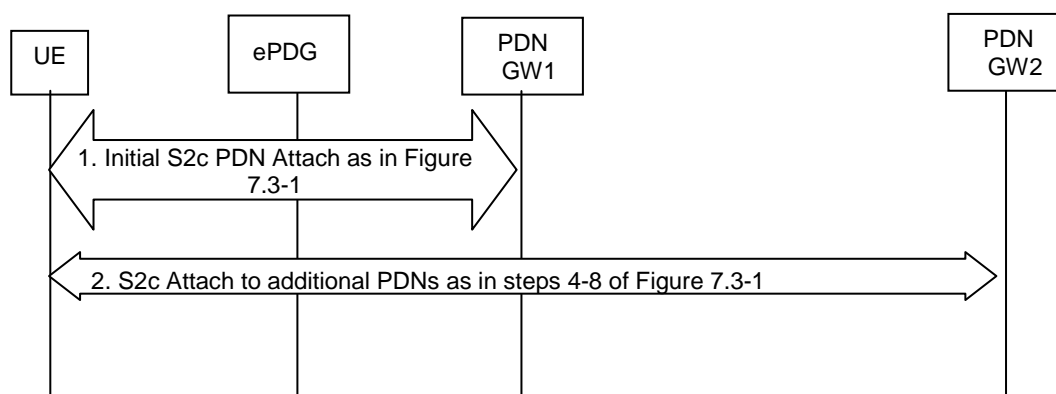 UE
ePDG
PDN
GW1
PDN
GW2
1. Initial S2c PDN Attach as in Figure
7.3-1
2. S2c Attach to additional PDNs as in steps 4-8 of Figure 7.3-1